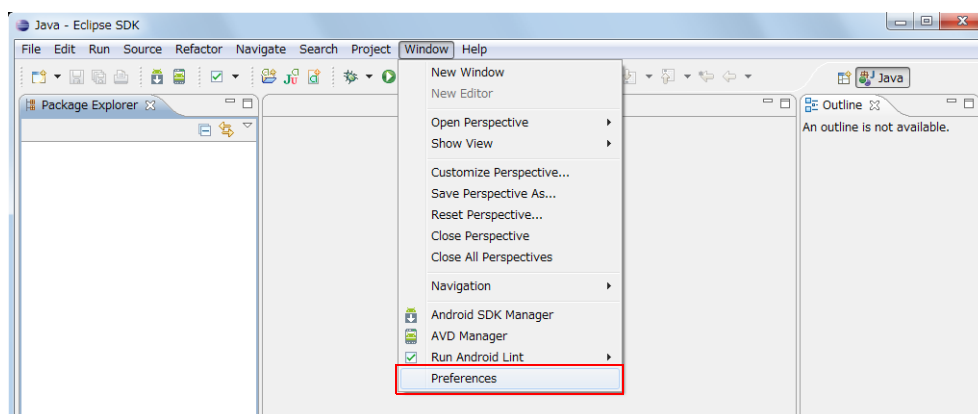 Java - Eclipse SDK
File Edit Run Source Refactor Navigate Search Project Window Help
Java
Package Explorer
Outline
An outline is not available.
New Window
New Editor
Open Perspective
Show View
Customize Perspective...
Save Perspective As...
Reset Perspective...
Close Perspective
Close All Perspectives
Navigation
Android SDK Manager
AVD Manager
Run Android Lint
Preferences